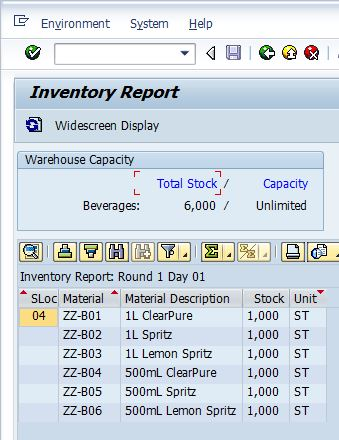 Environment System Help
Inventory Report
Widescreen Display
Warehouse Capacity
Total Stock / Capacity
Beverages: 6,000 / Unlimited
Inventory Report: Round 1 Day 01
SLoc Material Material Description Stock Unit
04 ZZ-B01 1L ClearPure 1,000 ST
ZZ-B02 1L Spritz 1,000 ST
ZZ-B03 1L Lemon Spritz 1,000 ST
ZZ-B04 500mL ClearPure 1,000 ST
ZZ-B05 500mL Spritz 1,000 ST
ZZ-B06 500mL Lemon Spritz 1,000 ST